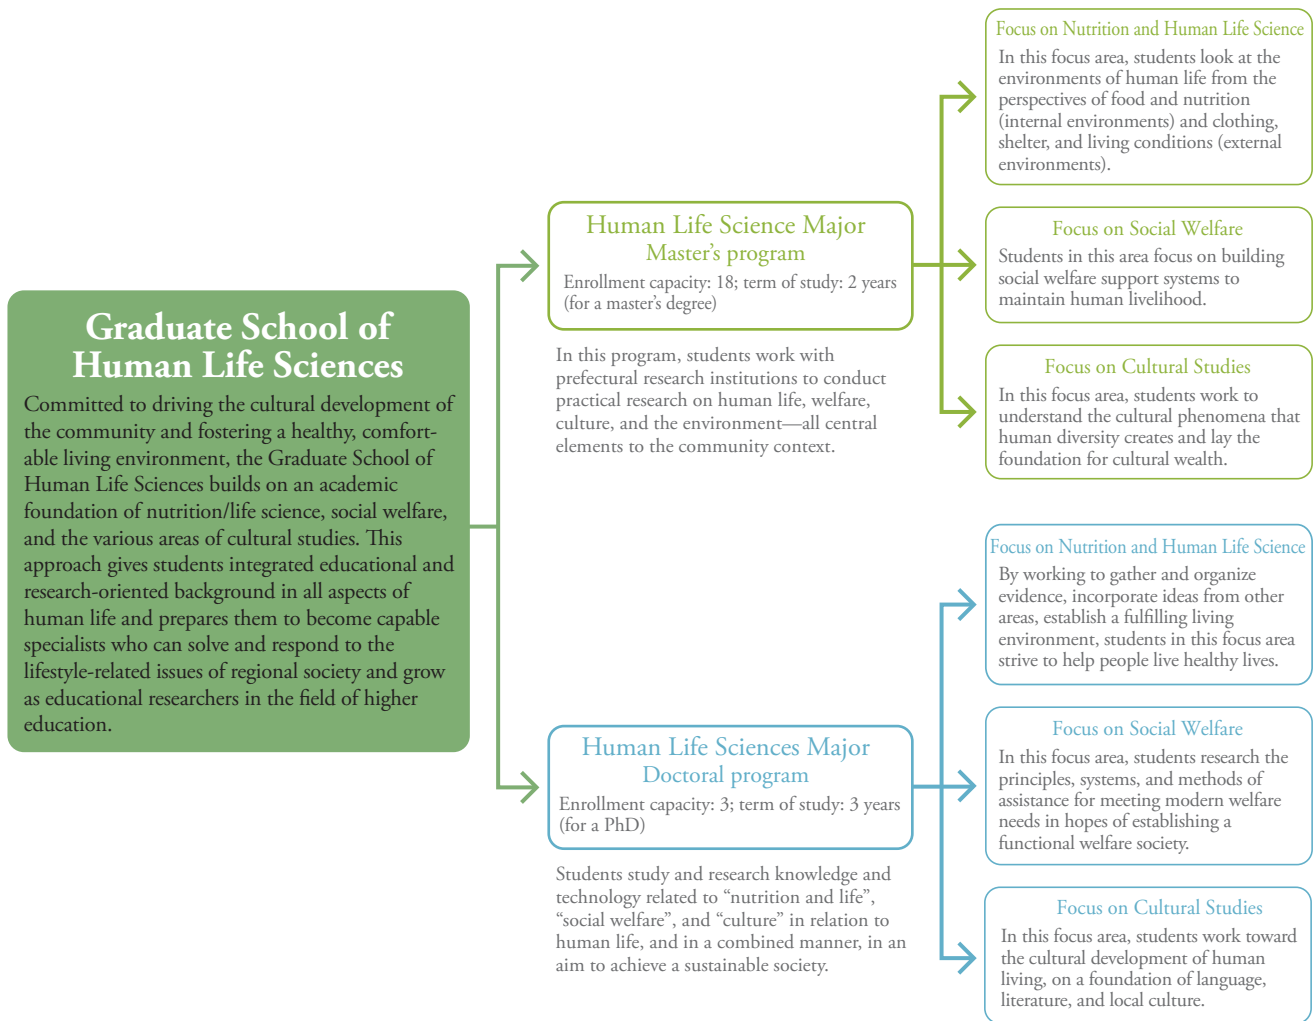 Graduate School of
Human Life Sciences
Committed to driving the cultural development of
the community and fostering a healthy, comfort-
able living environment, the Graduate School of
Human Life Sciences builds on an academic
foundation of nutrition/life science, social welfare,
and the various areas of cultural studies. This
approach gives students integrated educational and
research-oriented background in all aspects of
human life and prepares them to become capable
specialists who can solve and respond to the
lifestyle-related issues of regional society and grow
as educational researchers in the field of higher
education.
Human Life Science Major
Master's program
Enrollment capacity: 18; term of study: 2 years
(for a master's degree)
In this program, students work with
prefectural research institutions to conduct
practical research on human life, welfare,
culture, and the environment—all central
elements to the community context.
Focus on Nutrition and Human Life Science
In this focus area, students look at the
environments of human life from the
perspectives of food and nutrition
(internal environments) and clothing,
shelter, and living conditions (external
environments).
Focus on Social Welfare
Students in this area focus on building
social welfare support systems to
maintain human livelihood.
Focus on Cultural Studies
In this focus area, students work to
understand the cultural phenomena that
human diversity creates and lay the
foundation for cultural wealth.
Human Life Sciences Major
Doctoral program
Enrollment capacity: 3; term of study: 3 years
(for a PhD)
Students study and research knowledge and
technology related to “nutrition and life”,
“social welfare”, and “culture” in relation to
human life, and in a combined manner, in an
aim to achieve a sustainable society.
Focus on Nutrition and Human Life Science
By working to gather and organize
evidence, incorporate ideas from other
areas, establish a fulfilling living
environment, students in this focus area
strive to help people live healthy lives.
Focus on Social Welfare
In this focus area, students research the
principles, systems, and methods of
assistance for meeting modern welfare
needs in hopes of establishing a
functional welfare society.
Focus on Cultural Studies
In this focus area, students work toward
the cultural development of human
living, on a foundation of language,
literature, and local culture.